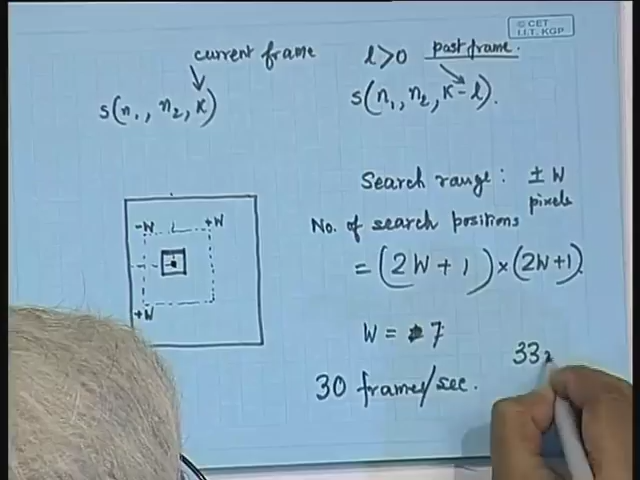 © CET
I.I.T. KGP
current frame
l>0 past frame.
s(n₁, n₂, k)
s(n₁, n₂, k-l).
Search range: ± W
pixels
-W +W
No. of search positions
= (2W+1)×(2W+1).
+W
W = 7
33
30 frames/sec.